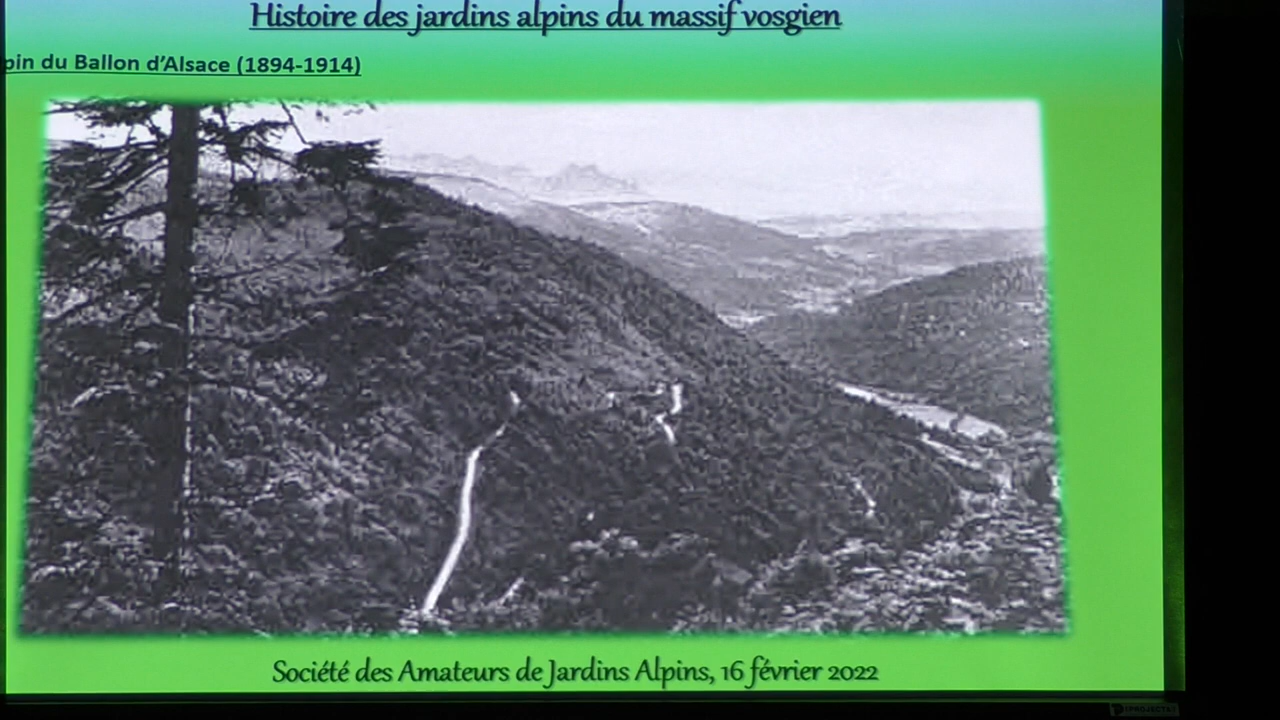 Histoire des jardins alpins du massif vosgien
pin du Ballon d'Alsace (1894-1914)
Société des Amateurs de Jardins Alpins, 16 février 2022